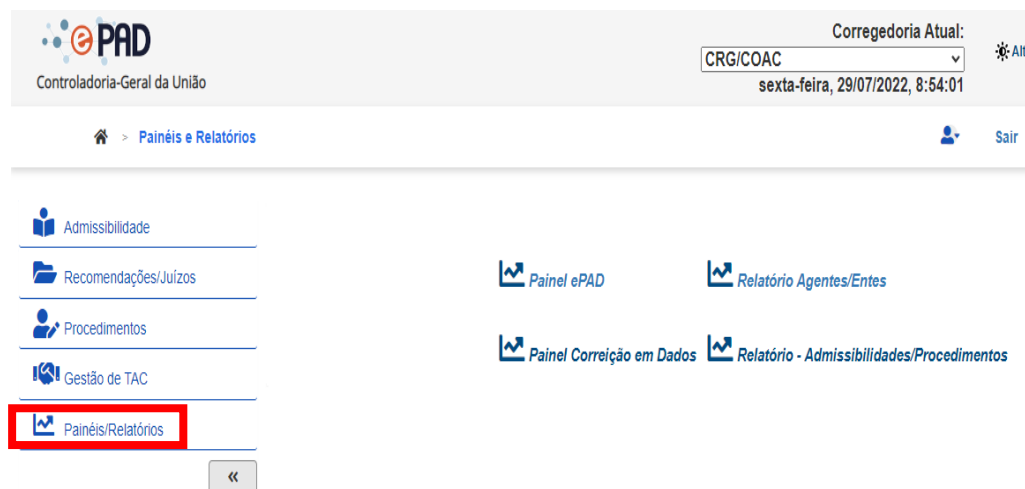 ePAD
Controladoria-Geral da União
Corregedoria Atual:
CRG/COAC
sexta-feira, 29/07/2022, 8:54:01
Alt
> Painéis e Relatórios
Sair
Admissibilidade
Recomendações/Juízos
Procedimentos
Gestão de TAC
Painéis/Relatórios
«
Painel ePAD
Relatório Agentes/Entes
Painel Correição em Dados
Relatório - Admissibilidades/Procedimentos